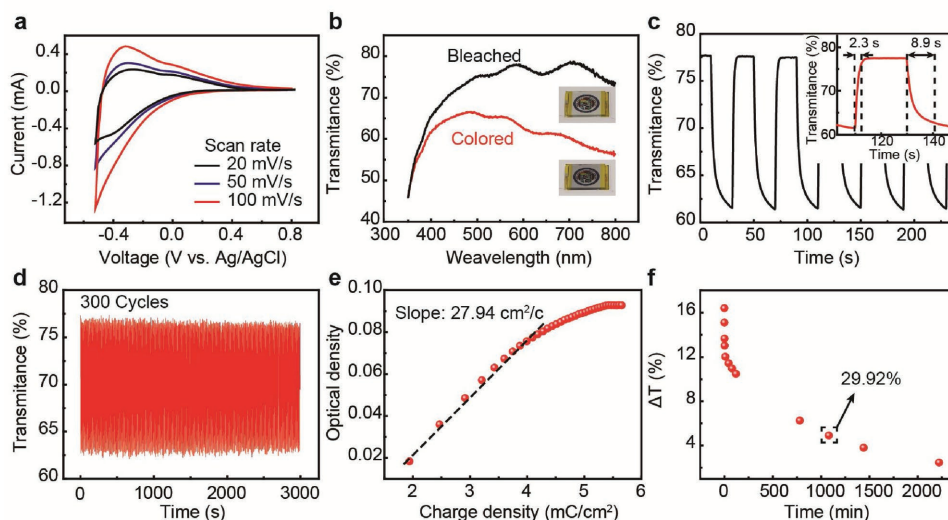 a
Current (mA)
0.4
0.0
-0.4
-0.8
-1.2
Scan rate
20 mV/s
50 mV/s
100 mV/s
-0.4 0.0 0.4 0.8
Voltage (V vs. Ag/AgCl)
b
Transmitance (%)
80
70
60
50
40
Bleached
Colored
300 400 500 600 700 800
Wavelength (nm)
c
Transmitance (%)
80
75
70
65
60
0 50 100 150 200
Time (s)
2.3 s 8.9 s
Transmitance (%)
80
70
60
120 140
Time (s)
d
Transmitance (%)
80
75
70
65
60
300 Cycles
0 1000 2000 3000
Time (s)
e
Optical density
0.10
0.08
0.06
0.04
0.02
Slope: 27.94 cm²/c
2 3 4 5 6
Charge density (mC/cm²)
f
ΔT (%)
16
12
8
4
29.92%
0 500 1000 1500 2000
Time (min)